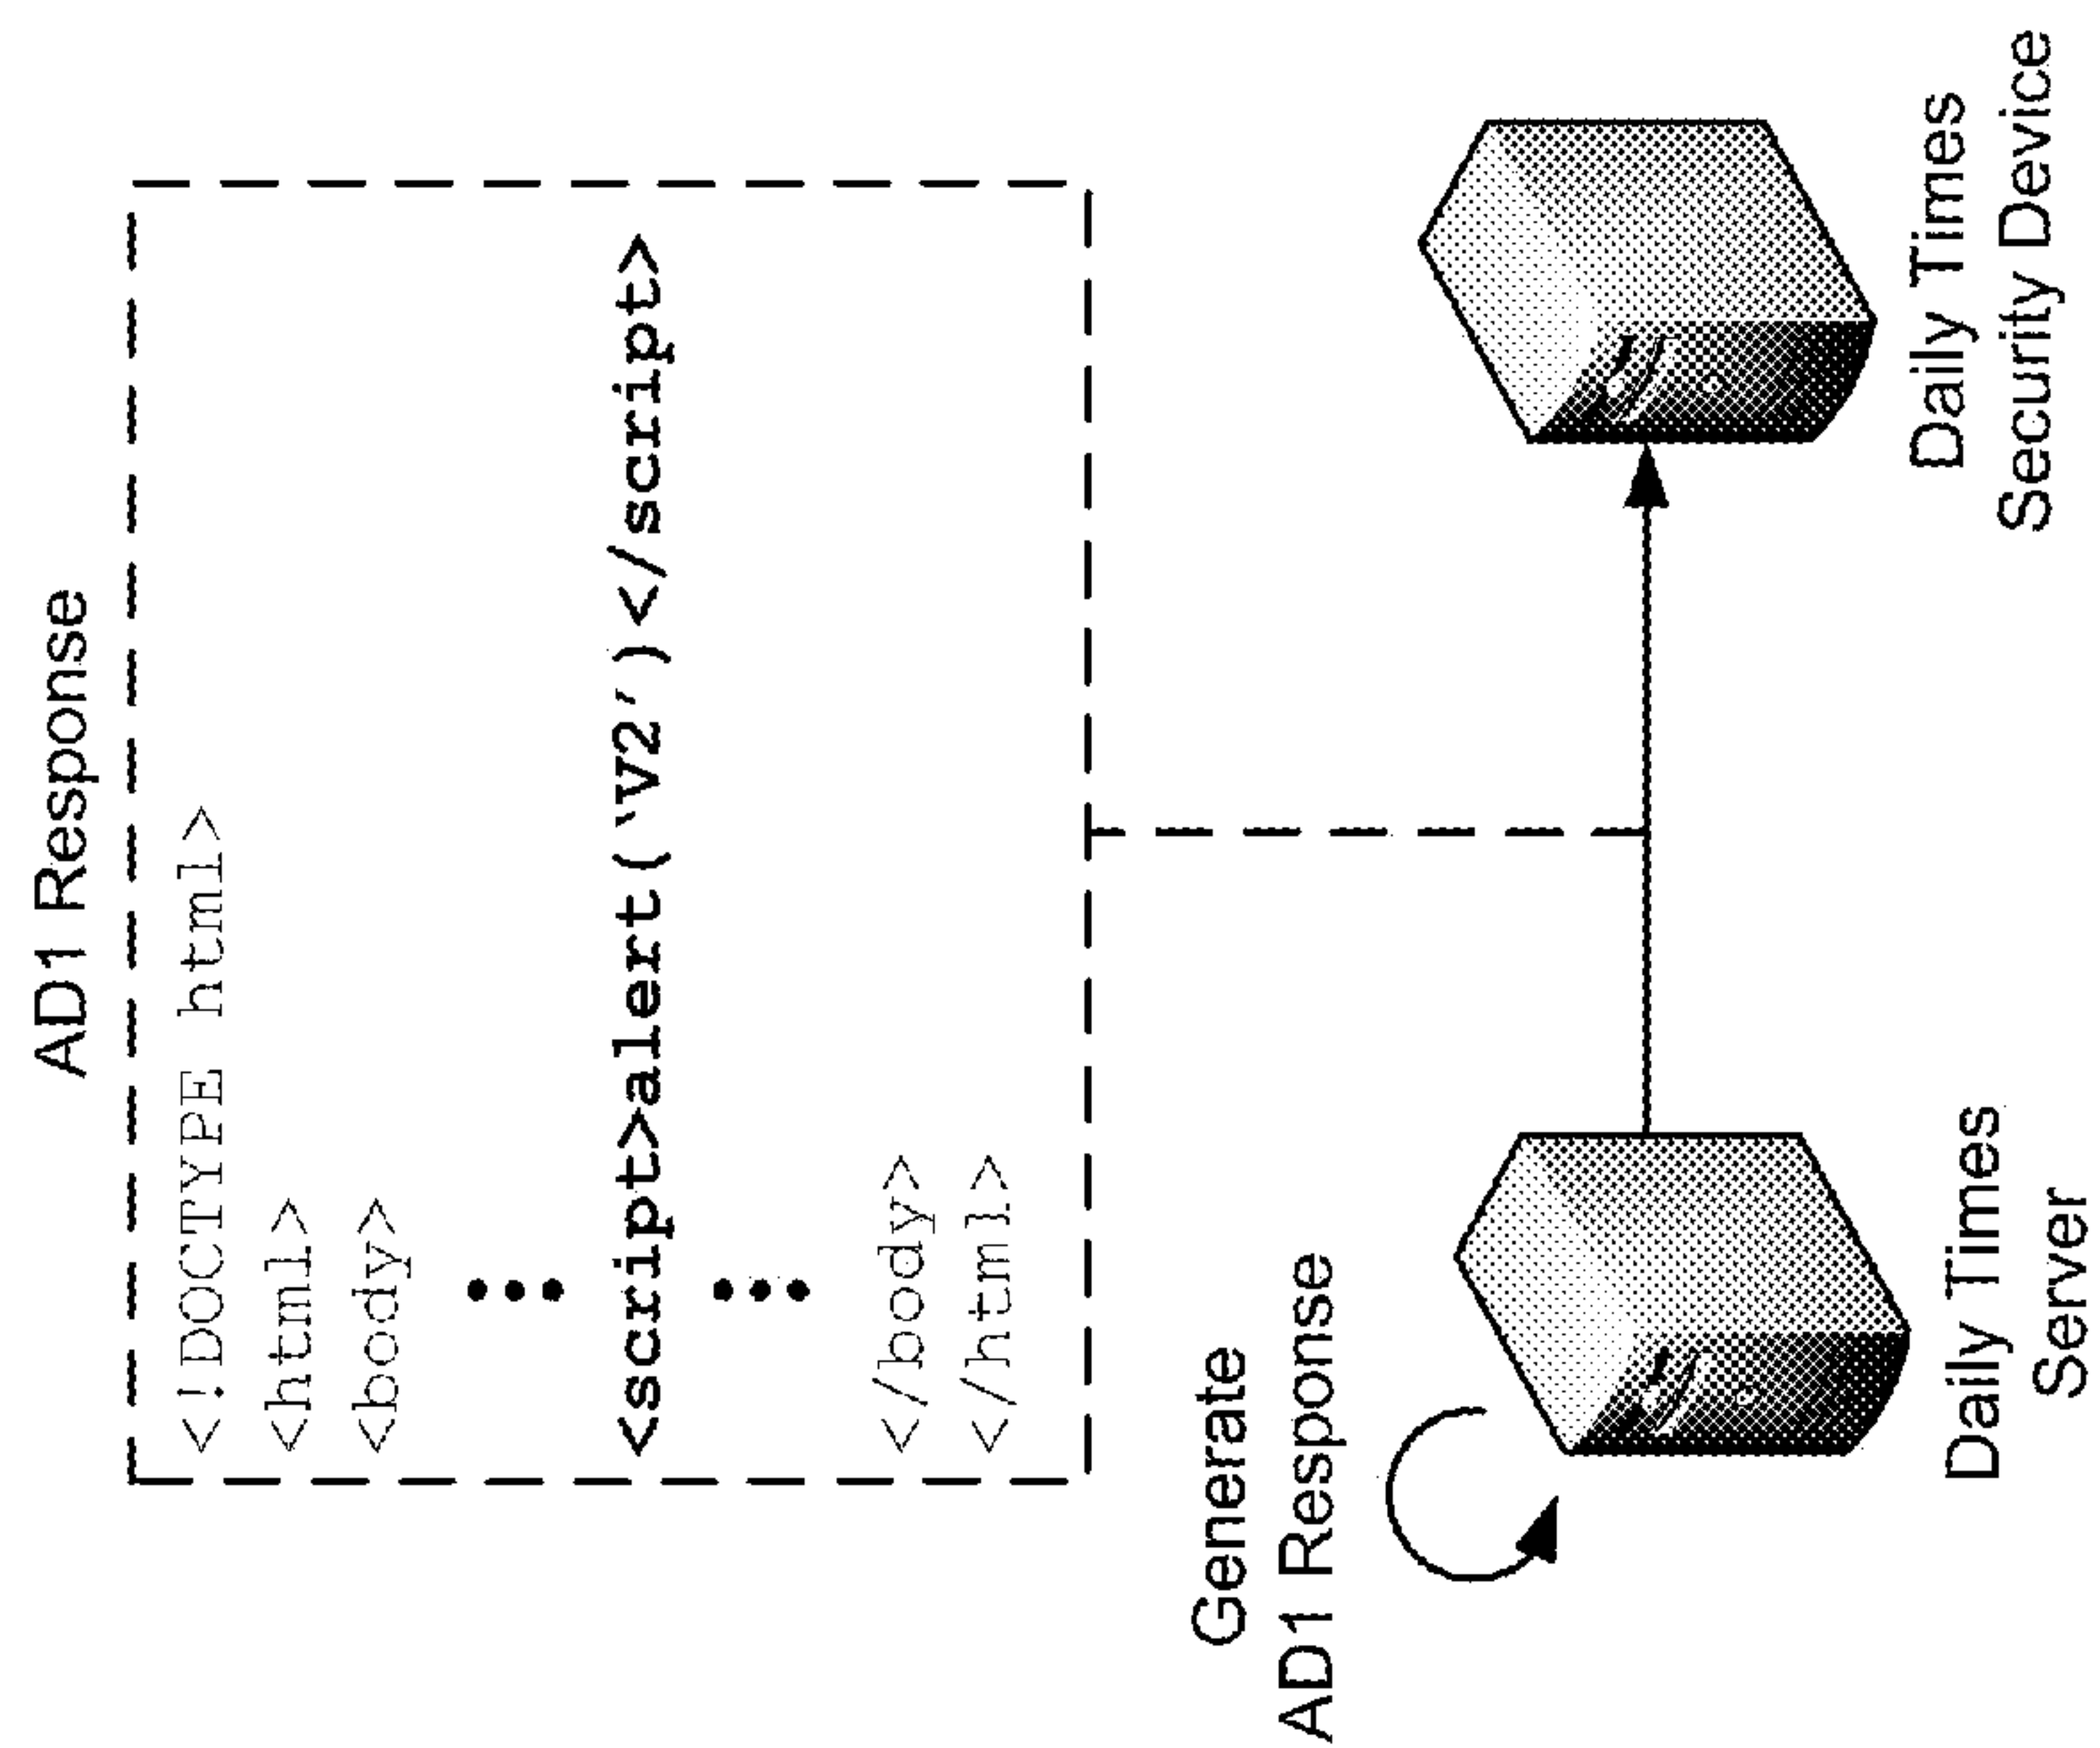 AD1 Response
<!DOCTYPE html>
<html>
<body>
•••
<script>alert(‘V2’)</script>
•••
</body>
</html>
Generate
AD1 Response
Daily Times
Server
Daily Times
Security Device